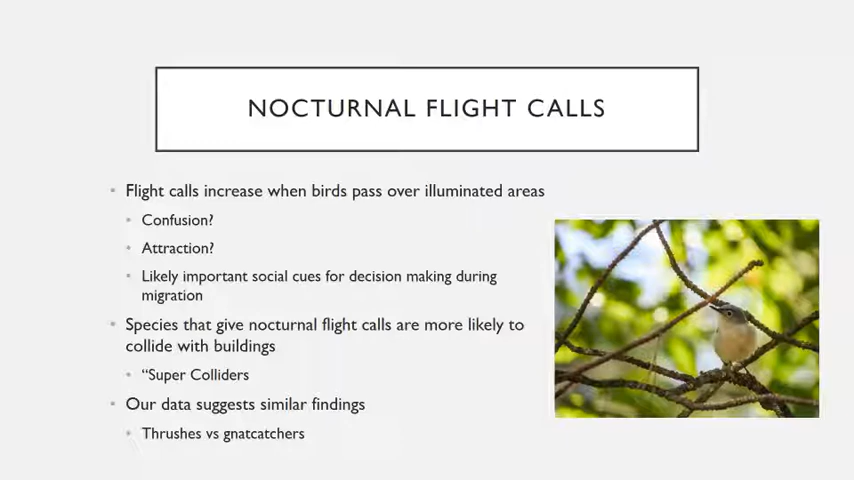 NOCTURNAL FLIGHT CALLS
Flight calls increase when birds pass over illuminated areas
Confusion?
Attraction?
Likely important social cues for decision making during
migration
Species that give nocturnal flight calls are more likely to
collide with buildings
“Super Colliders
Our data suggests similar findings
Thrushes vs gnatcatchers